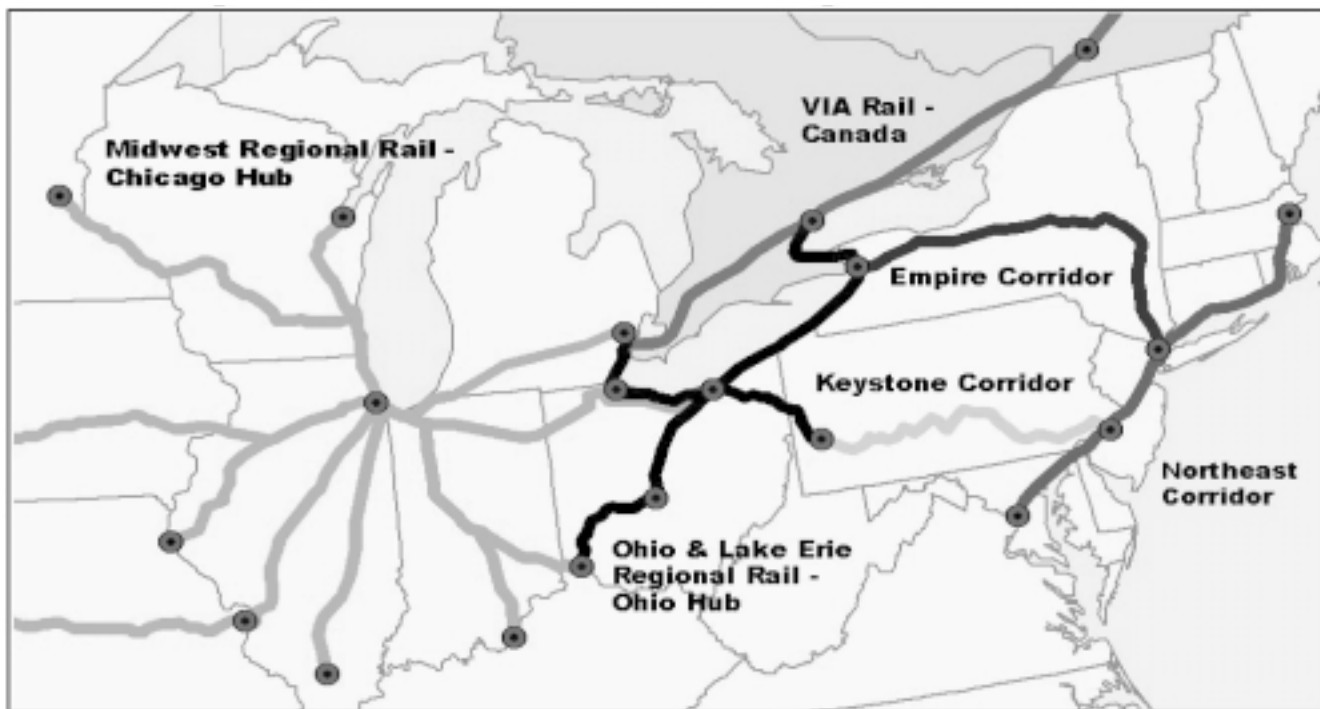 VIA Rail -
Canada
Midwest Regional Rail -
Chicago Hub
Empire Corridor
Keystone Corridor
Northeast
Corridor
Ohio & Lake Erie
Regional Rail -
Ohio Hub